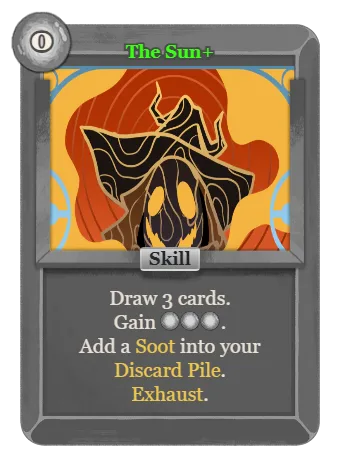 0
The Sun+
Skill
Draw 3 cards.
Gain .
Add a Soot into your
Discard Pile.
Exhaust.